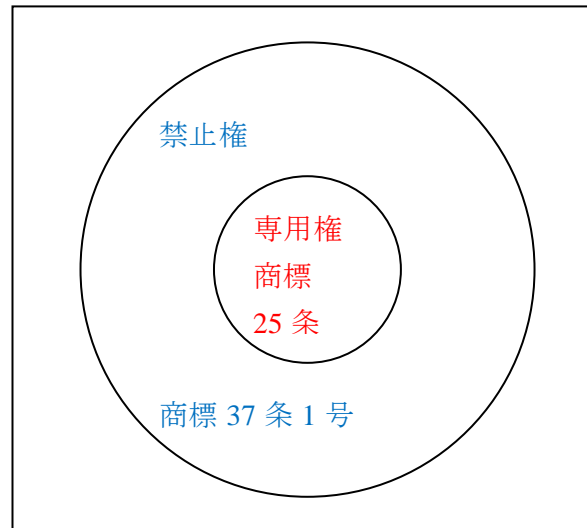 禁止権
専用権
商標
25 条
商標 37 条 1 号